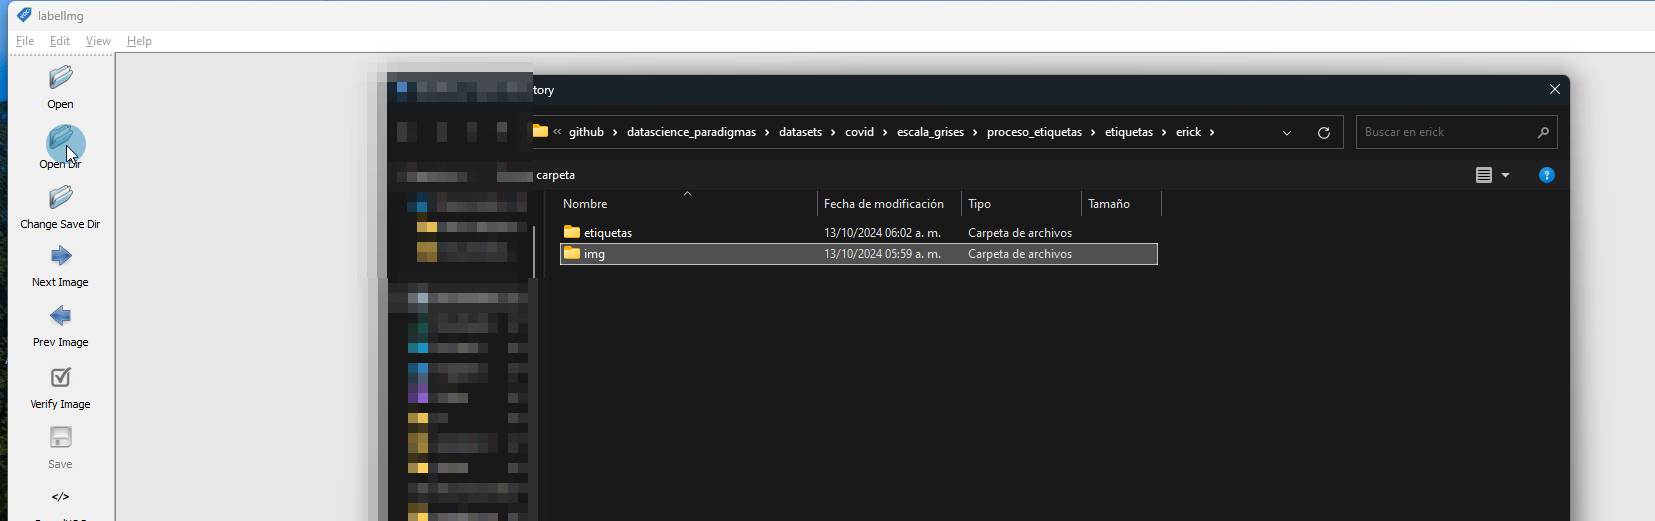 labelImg
File Edit View Help
Open
Open Dir
Change Save Dir
Next Image
Prev Image
Verify Image
Save
</>
tory
« github > datascience_paradigmas > datasets > covid > escala_grises > proceso_etiquetas > etiquetas > erick >
Buscar en erick
carpeta
?
Nombre Fecha de modificación Tipo Tamaño
etiquetas 13/10/2024 06:02 a. m. Carpeta de archivos
img 13/10/2024 05:59 a. m. Carpeta de archivos